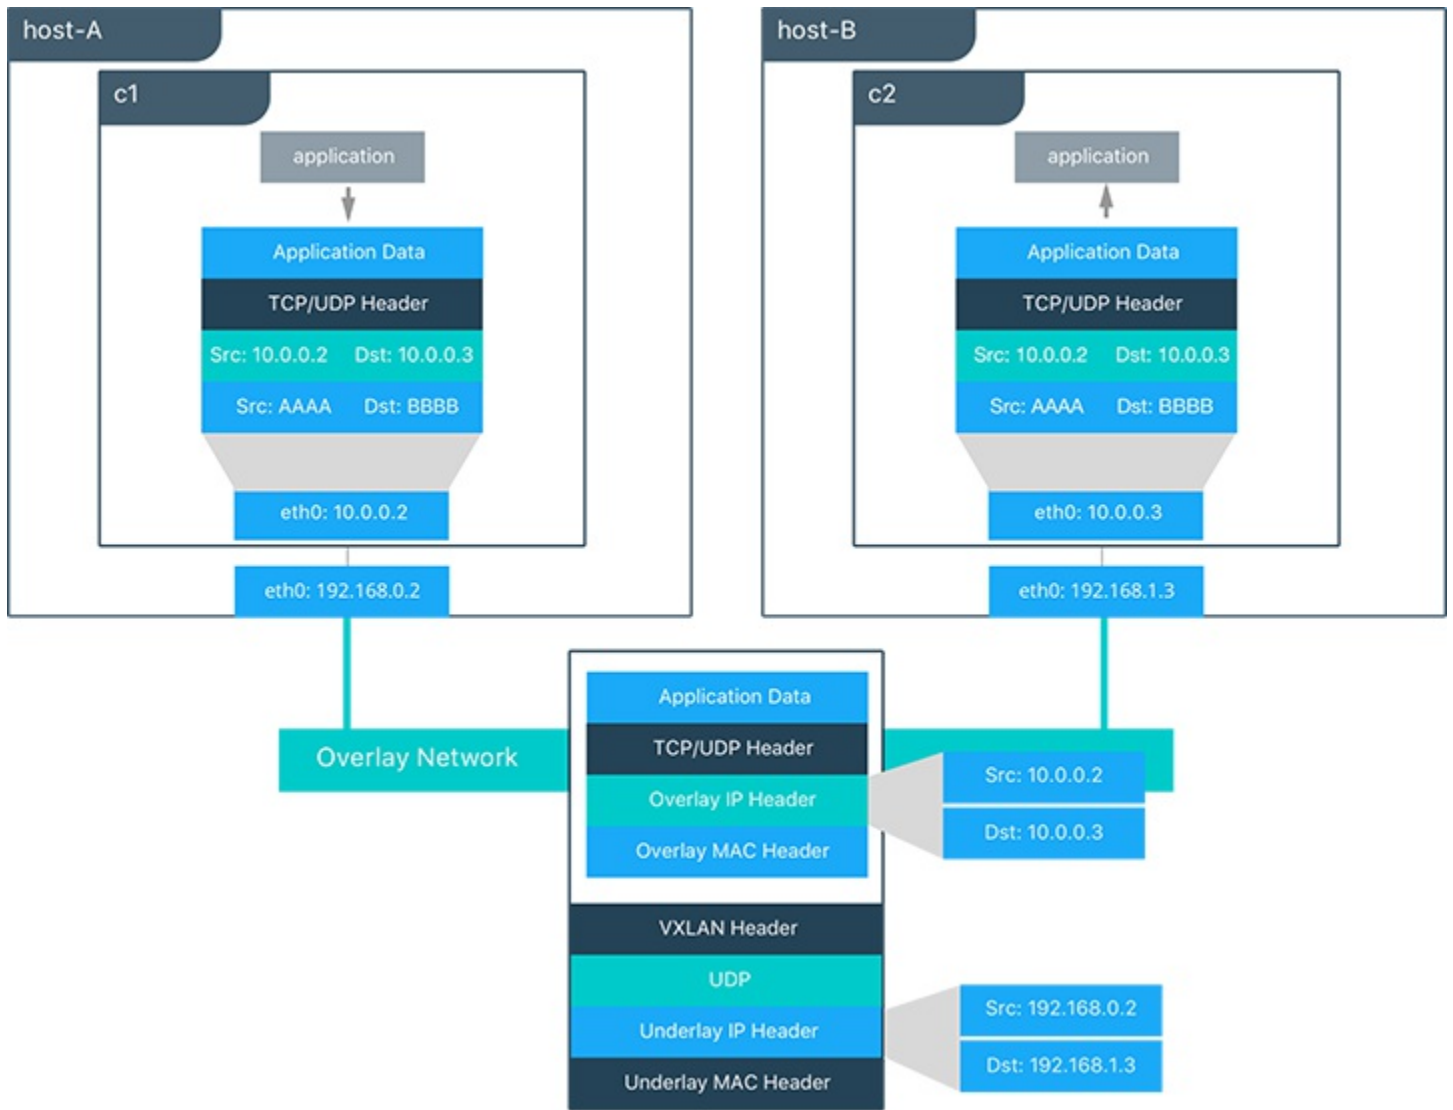 host-A
c1
application
Application Data
TCP/UDP Header
Src: 10.0.0.2 Dst: 10.0.0.3
Src: AAAA Dst: BBBB
eth0: 10.0.0.2
eth0: 192.168.0.2
host-B
c2
application
Application Data
TCP/UDP Header
Src: 10.0.0.2 Dst: 10.0.0.3
Src: AAAA Dst: BBBB
eth0: 10.0.0.3
eth0: 192.168.1.3
Overlay Network
Application Data
TCP/UDP Header
Overlay IP Header
Overlay MAC Header
Src: 10.0.0.2
Dst: 10.0.0.3
VXLAN Header
UDP
Underlay IP Header
Underlay MAC Header
Src: 192.168.0.2
Dst: 192.168.1.3